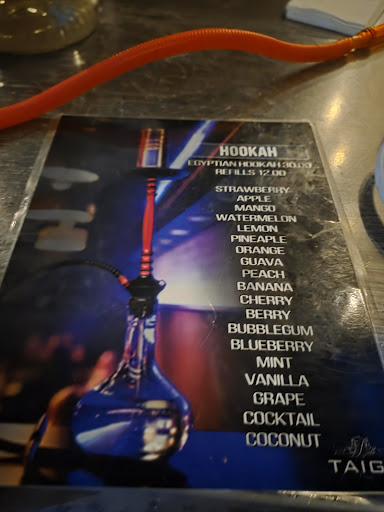 HOOKAH
EGYPTIAN HOOKAH 30.00
REFILLS 12.00
STRAWBERRY
APPLE
MANGO
WATERMELON
LEMON
PINEAPLE
ORANGE
GUAVA
PEACH
BANANA
CHERRY
BERRY
BUBBLEGUM
BLUEBERRY
MINT
VANILLA
GRAPE
COCKTAIL
COCONUT
TAIG